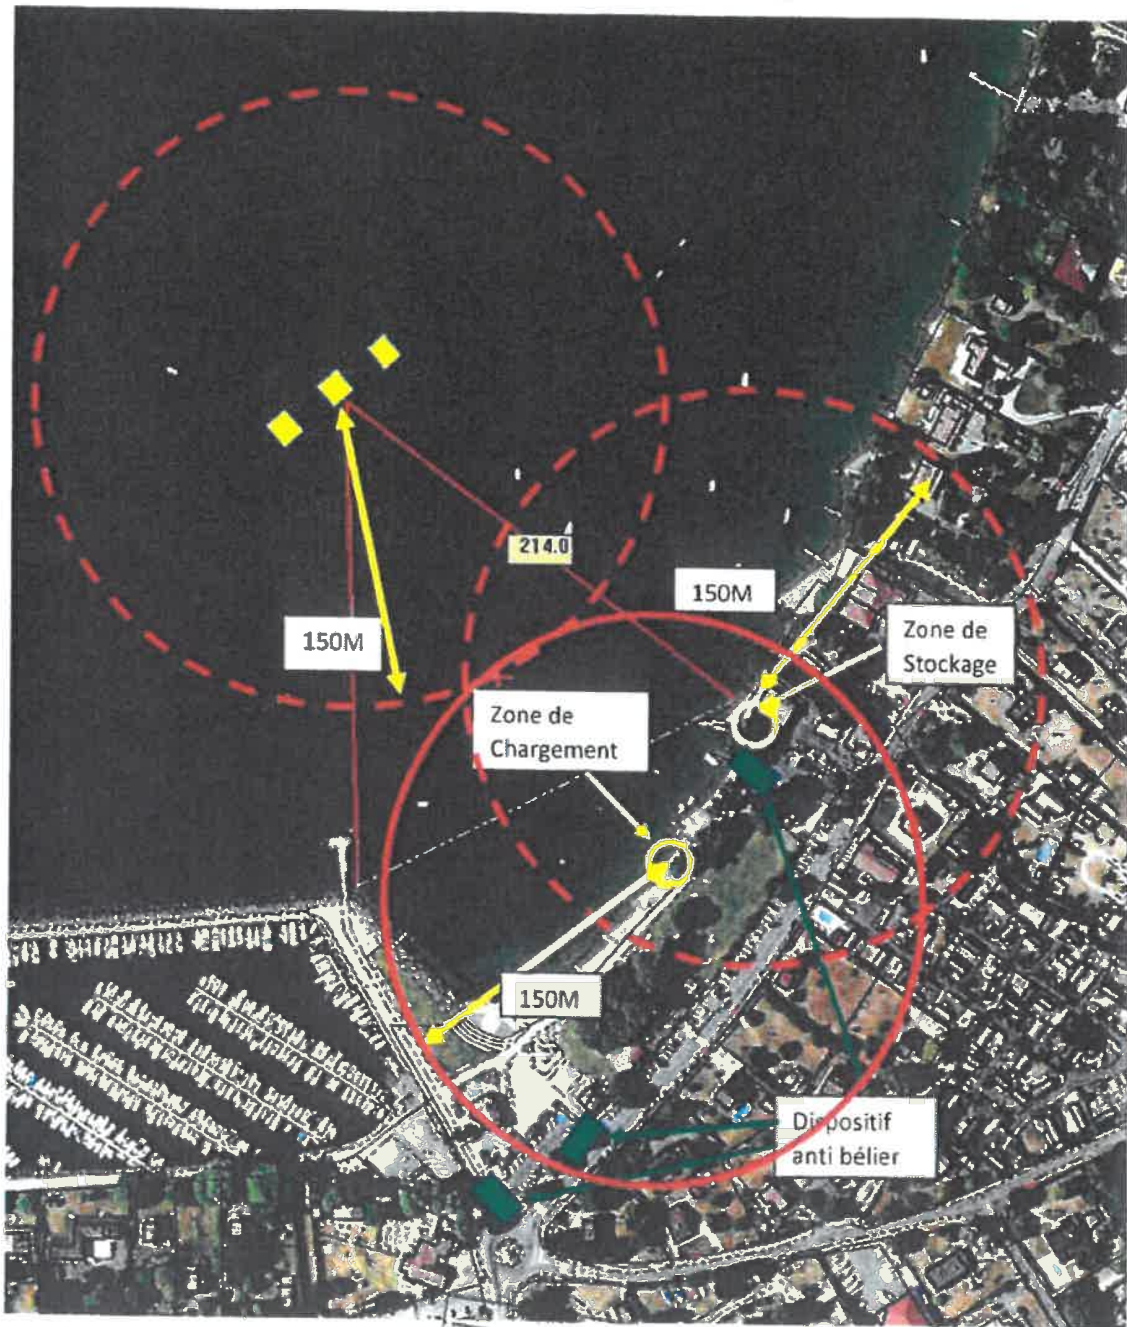 214.0
150M
150M
Zone de
Stockage
Zone de
Chargement
150M
Dispositif
anti bélier